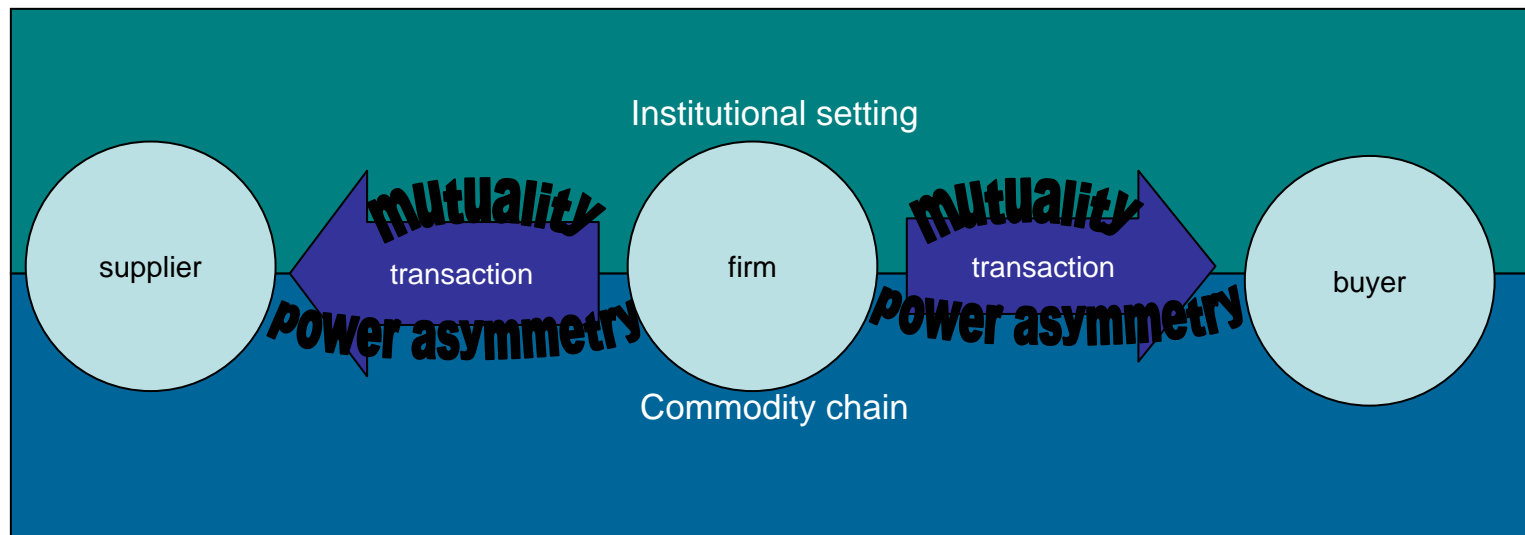 Institutional setting
mutuality
mutuality
supplier
transaction
firm
transaction
buyer
power asymmetry
power asymmetry
Commodity chain